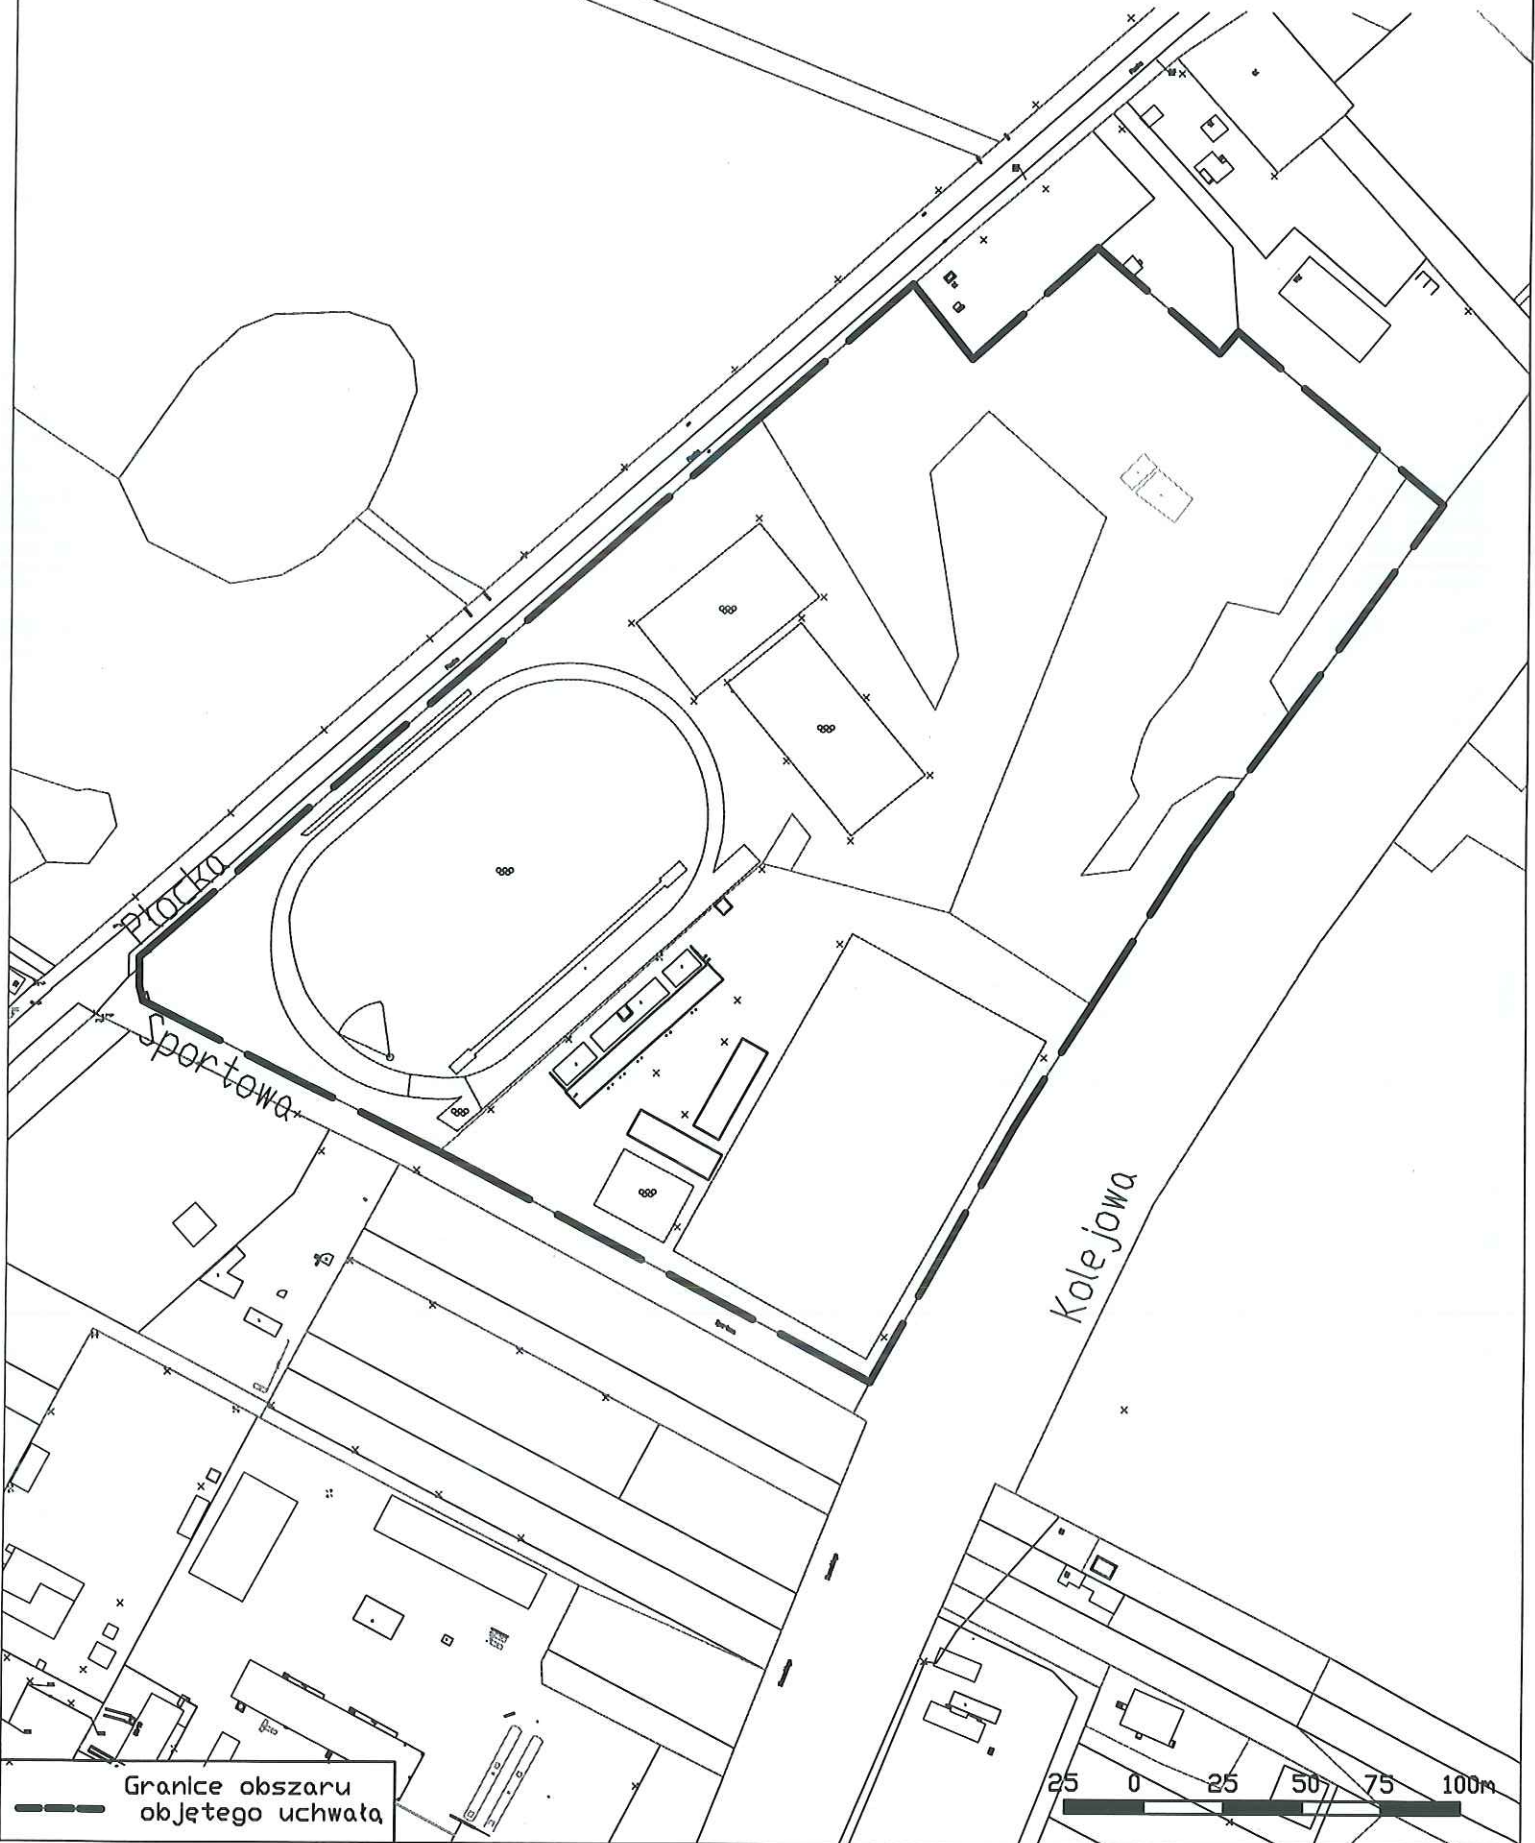 Płocka
Sportowa
Kolejowa
Granice obszaru
objętego uchwałą
25 0 25 50 75 100m